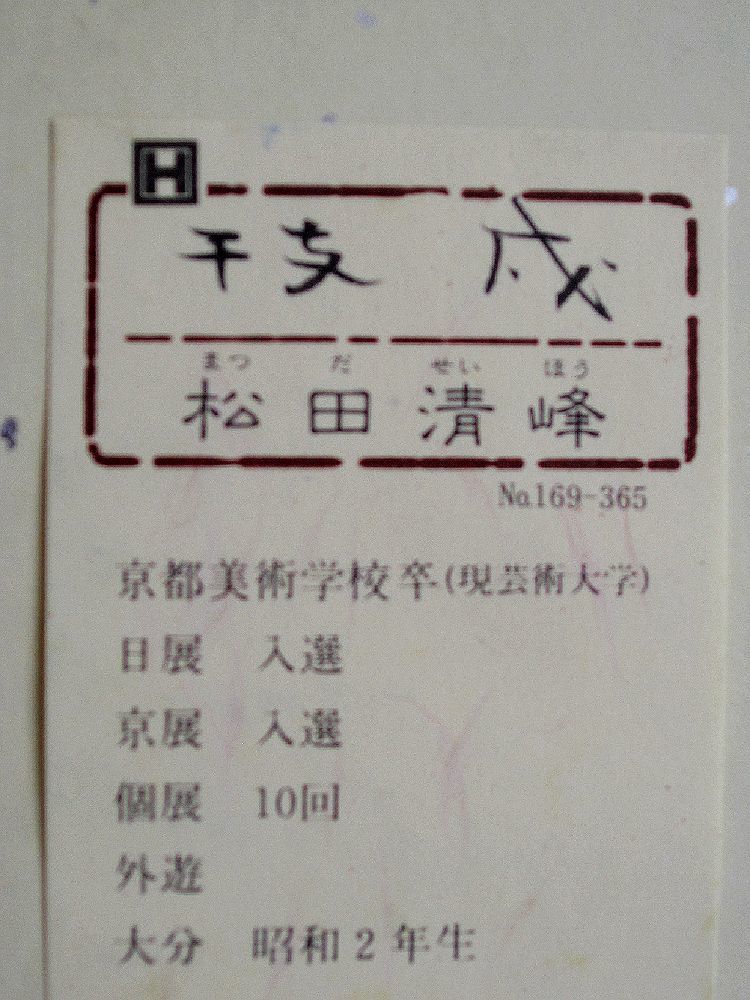 H
干支 戌
まつ だ せい ほう
松田清峰
No.169-365
京都美術学校卒(現芸術大学)
日展 入選
京展 入選
個展 10回
外遊
大分 昭和2年生